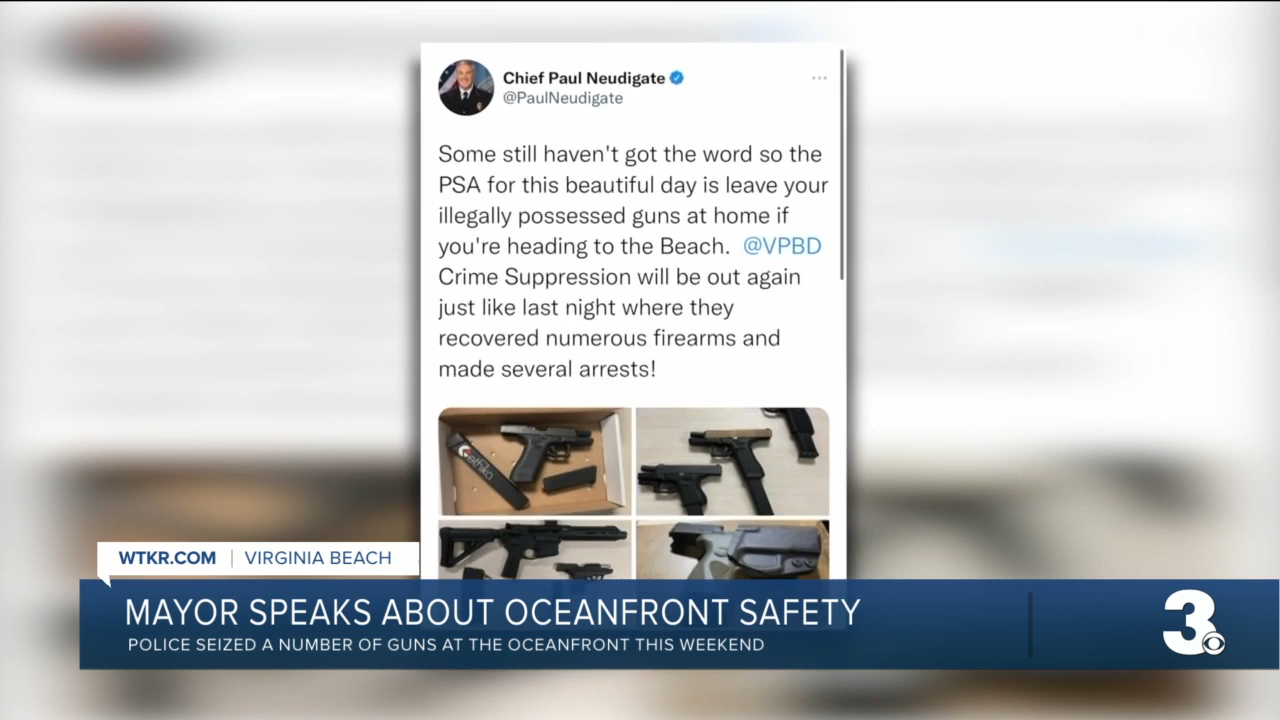 Chief Paul Neudigate
@PaulNeudigate
Some still haven't got the word so the
PSA for this beautiful day is leave your
illegally possessed guns at home if
you're heading to the Beach. @VPBD
Crime Suppression will be out again
just like last night where they
recovered numerous firearms and
made several arrests!
ethiko
WTKR.COM | VIRGINIA BEACH
MAYOR SPEAKS ABOUT OCEANFRONT SAFETY
POLICE SEIZED A NUMBER OF GUNS AT THE OCEANFRONT THIS WEEKEND
3